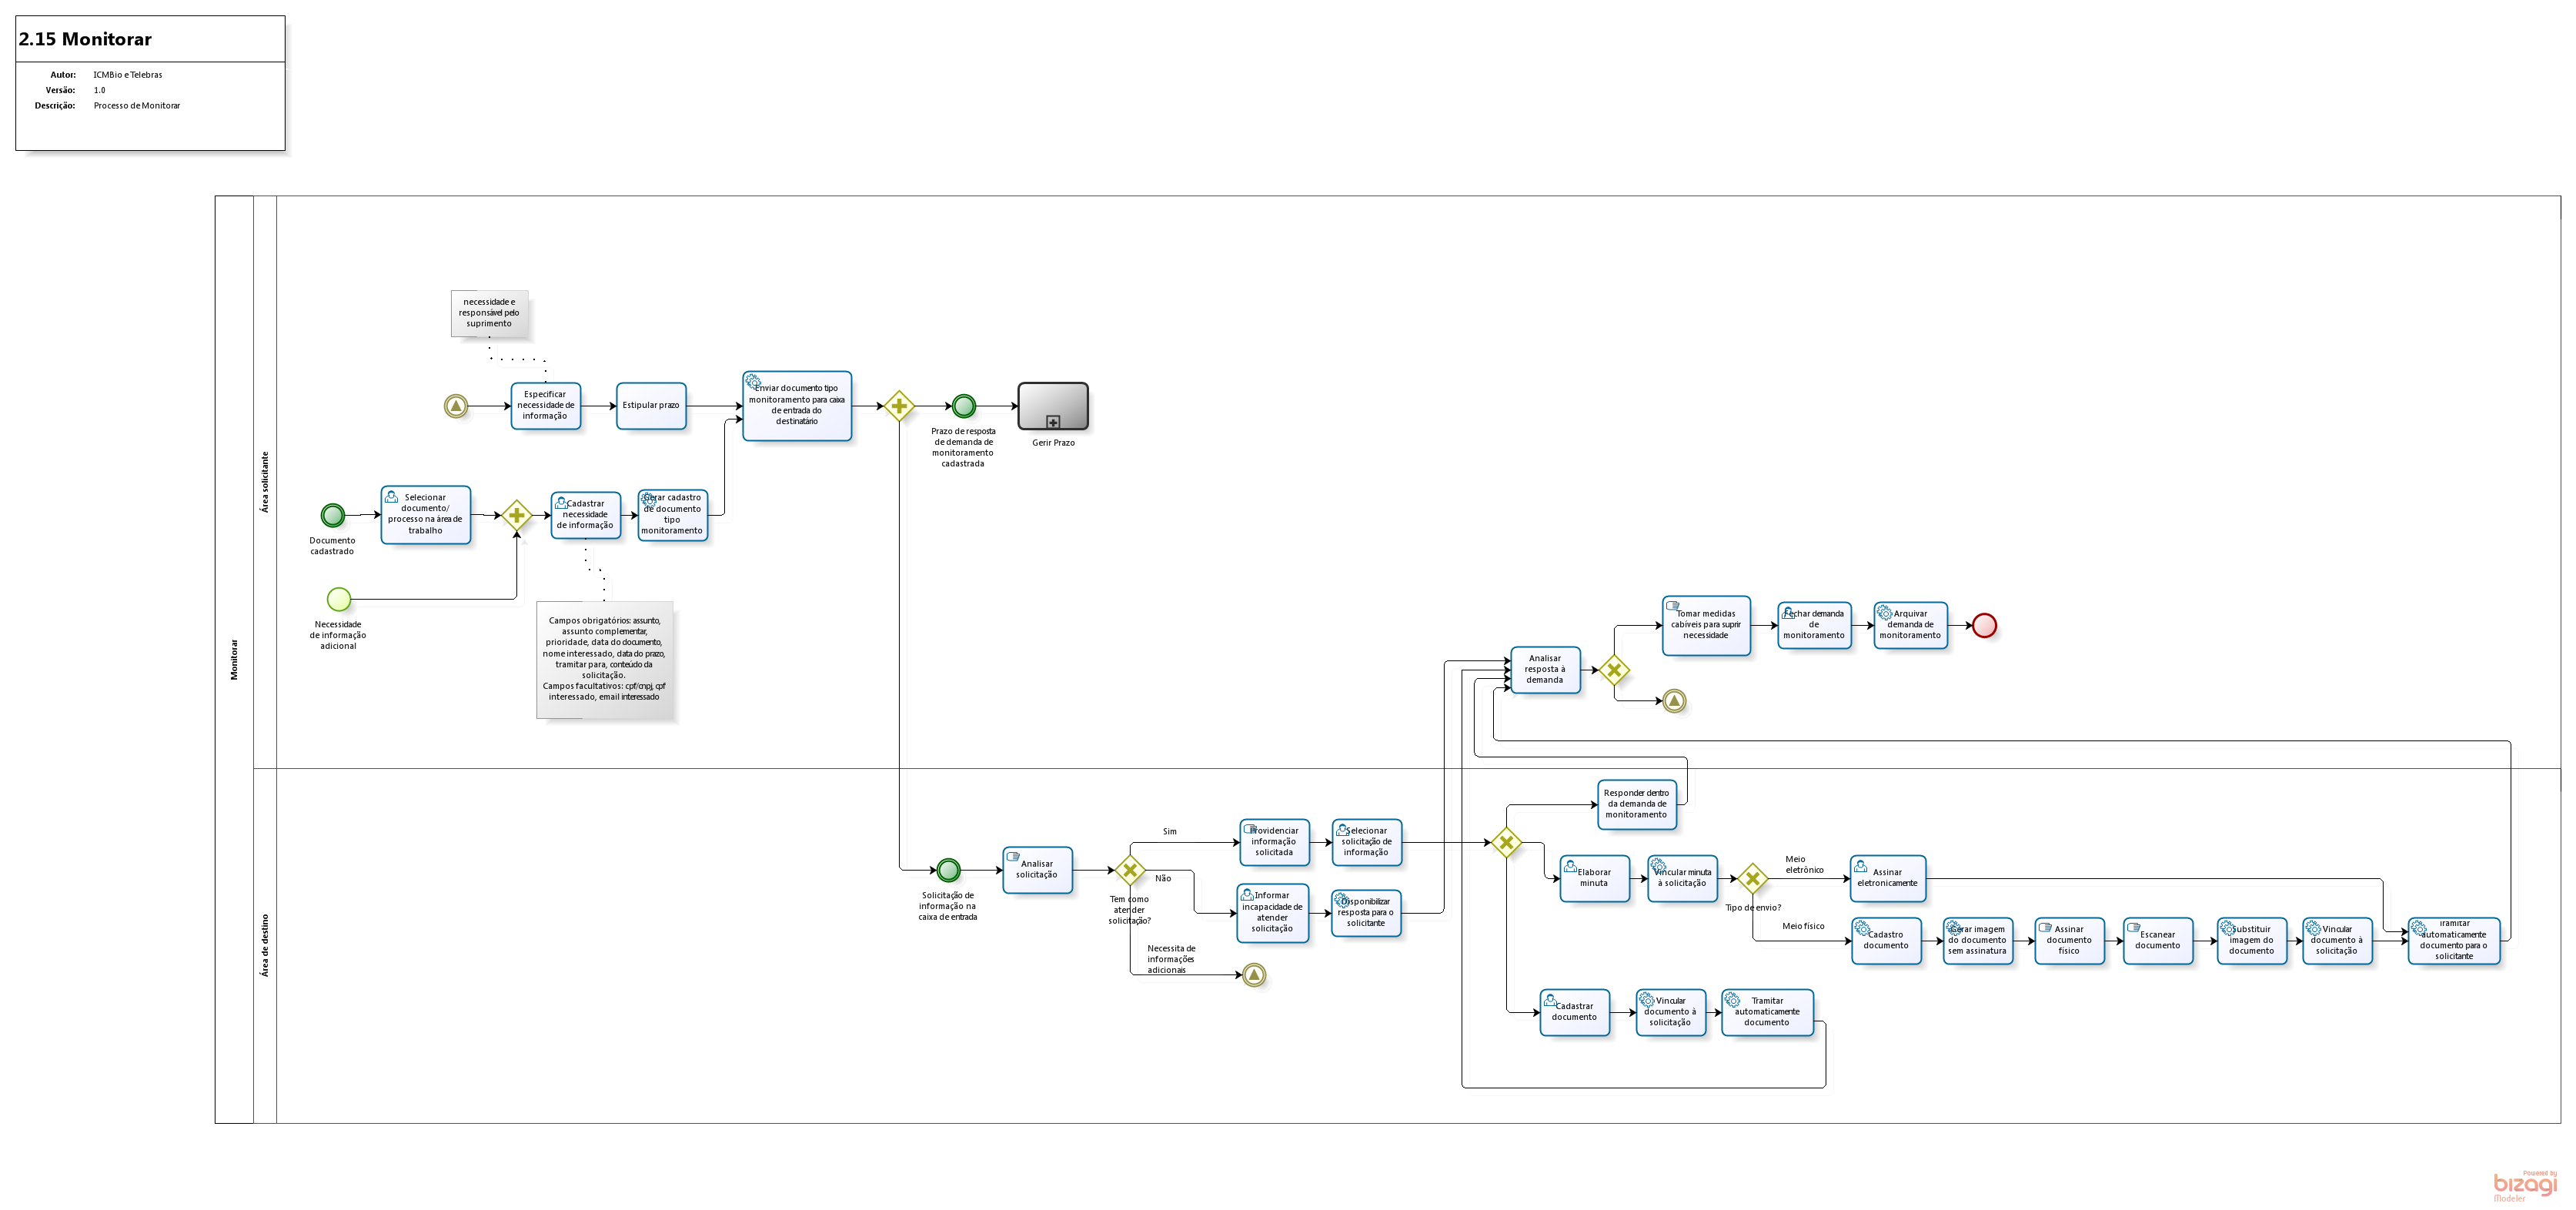 2.15 Monitorar
Autor: ICMBio e Telebras
Versão: 1.0
Descrição: Processo de Monitorar
Monitorar
Área solicitante
necessidade e
responsável pelo
suprimento
Especificar
necessidade de
informação
Estipular prazo
Enviar documento tipo
monitoramento para caixa
de entrada do
destinatário
Prazo de resposta
de demanda de
monitoramento
cadastrada
Gerir Prazo
Documento
cadastrado
Selecionar
documento/
processo na área de
trabalho
Cadastrar
necessidade
de informação
Gerar cadastro
de documento
tipo
monitoramento
Necessidade
de informação
adicional
Campos obrigatórios: assunto,
assunto complementar,
prioridade, data do documento,
nome interessado, data do prazo,
tramitar para, conteúdo da
solicitação.
Campos facultativos: cpf/cnpj, cpf
interessado, email interessado
Analisar
resposta à
demanda
Tomar medidas
cabíveis para suprir
necessidade
Fechar demanda
de
monitoramento
Arquivar
demanda de
monitoramento
Área de destino
Solicitação de
informação na
caixa de entrada
Analisar
solicitação
Tem como
atender
solicitação?
Sim
Não
Necessita de
informações
adicionais
Providenciar
informação
solicitada
Selecionar
solicitação de
informação
Informar
incapacidade de
atender
solicitação
Disponibilizar
resposta para o
solicitante
Responder dentro
da demanda de
monitoramento
Elaborar
minuta
Vincular minuta
à solicitação
Tipo de envio?
Meio
eletrônico
Meio físico
Assinar
eletronicamente
Cadastro
documento
Gerar imagem
do documento
sem assinatura
Assinar
documento
físico
Escanear
documento
Substituir
imagem do
documento
Vincular
documento à
solicitação
Tramitar
automaticamente
documento para o
solicitante
Cadastrar
documento
Vincular
documento à
solicitação
Tramitar
automaticamente
documento
Powered by
bizagi
Modeler